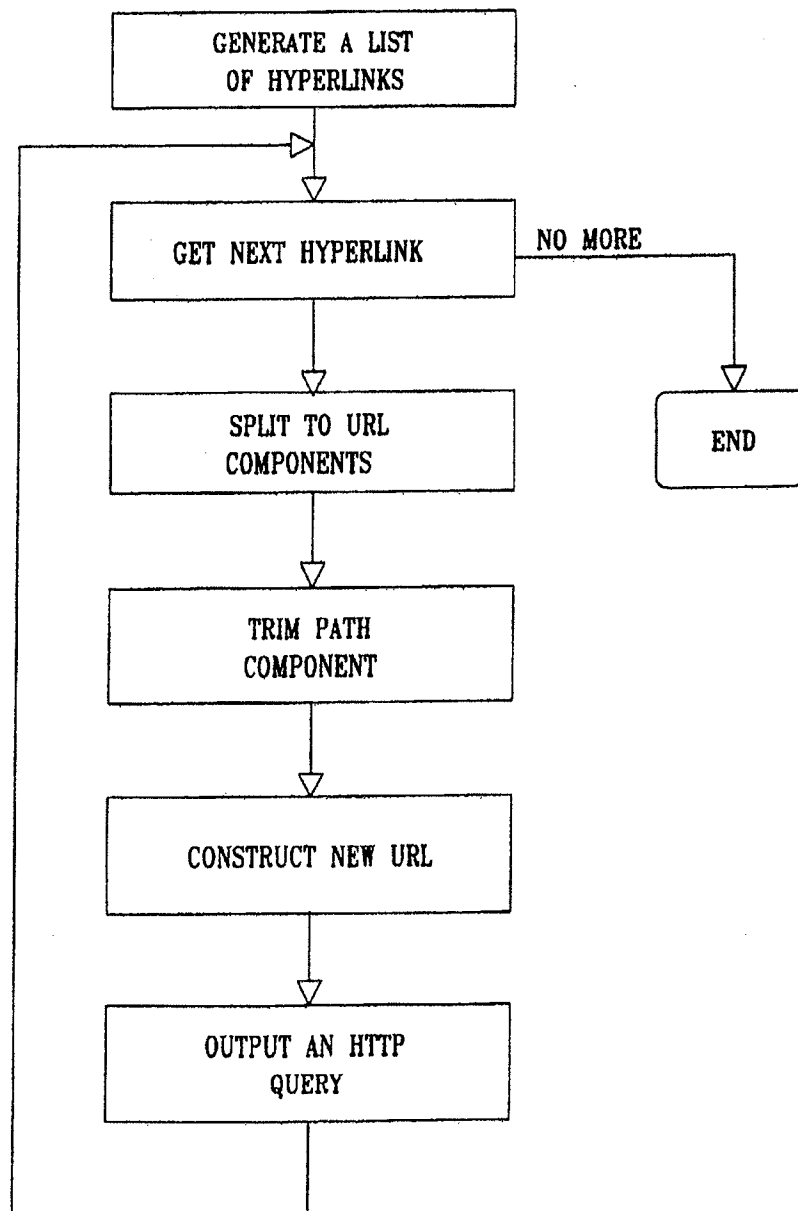 GENERATE A LIST
OF HYPERLINKS
GET NEXT HYPERLINK
NO MORE
SPLIT TO URL
COMPONENTS
END
TRIM PATH
COMPONENT
CONSTRUCT NEW URL
OUTPUT AN HTTP
QUERY